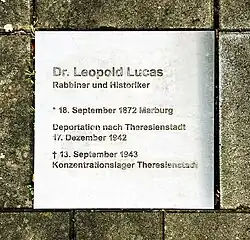 Dr. Leopold Lucas
Rabbiner und Historiker
* 18. September 1872 Marburg
Deportation nach Theresienstadt
17. Dezember 1942
† 13. September 1943
Konzentrationslager Theresienstadt